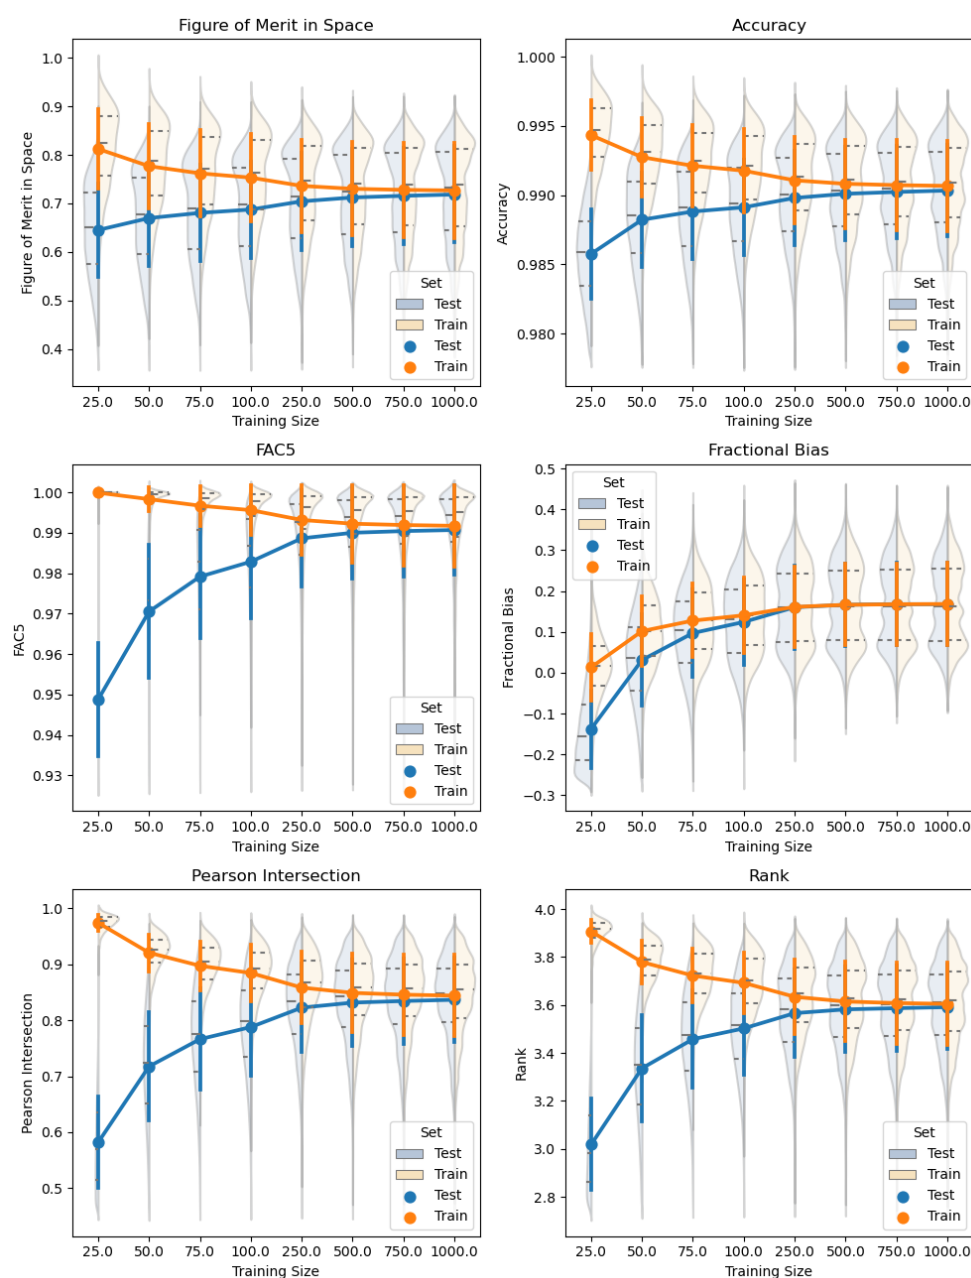 Figure of Merit in Space
Figure of Merit in Space
1.0
0.9
0.8
0.7
0.6
0.5
0.4
Set
Test
Train
Test
Train
25.0 50.0 75.0 100.0 250.0 500.0 750.0 1000.0
Training Size
Accuracy
Accuracy
1.000
0.995
0.990
0.985
0.980
Set
Test
Train
Test
Train
25.0 50.0 75.0 100.0 250.0 500.0 750.0 1000.0
Training Size
FAC5
FAC5
1.00
0.99
0.98
0.97
0.96
0.95
0.94
0.93
Set
Test
Train
Test
Train
25.0 50.0 75.0 100.0 250.0 500.0 750.0 1000.0
Training Size
Fractional Bias
Fractional Bias
0.5
0.4
0.3
0.2
0.1
0.0
−0.1
−0.2
−0.3
Set
Test
Train
Test
Train
25.0 50.0 75.0 100.0 250.0 500.0 750.0 1000.0
Training Size
Pearson Intersection
Pearson Intersection
1.0
0.9
0.8
0.7
0.6
0.5
Set
Test
Train
Test
Train
25.0 50.0 75.0 100.0 250.0 500.0 750.0 1000.0
Training Size
Rank
Rank
4.0
3.8
3.6
3.4
3.2
3.0
2.8
Set
Test
Train
Test
Train
25.0 50.0 75.0 100.0 250.0 500.0 750.0 1000.0
Training Size